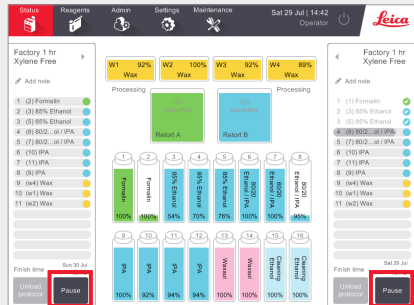 Status Reagents Admin Settings Maintenance
Sat 29 Jul | 14:42
Operator
Leica
Factory 1 hr
Xylene Free
Add note
1 (2) Formalin
2 (3) 85% Ethanol
3 (5) 85% Ethanol
4 (8) 80/2...ol / IPA
5 (7) 80/2...ol / IPA
6 (10) IPA
7 (11) IPA
8 (9) IPA
9 (w4) Wax
10 (w1) Wax
11 (w2) Wax
Finish time
Sun 30 Jul
Unload
protocol
Pause
W1 92%
Wax
W2 100%
Wax
W3 92%
Wax
W4 89%
Wax
Processing
Processing
cassettes
Retort A
cassettes
Retort B
1 2 3 4 5 6 7 8
Formalin
Formalin
85% Ethanol
85% Ethanol
85% Ethanol
80/20
Ethanol / IPA
80/20
Ethanol / IPA
80/20
Ethanol / IPA
100% 100% 54% 70% 76% 100% 100% 95%
9 10 11 12 13 14 15 16
IPA
IPA
IPA
IPA
Waxsol
Waxsol
Cleaning
Ethanol
Cleaning
Ethanol
100% 92% 94% 94% 100% 100% 100% 100%
Factory 1 hr
Xylene Free
Add note
1 (1) Formalin
2 (3) 85% Ethanol
3 (5) 85% Ethanol
4 (8) 80/2...ol / IPA
5 (7) 80/2...ol / IPA
6 (10) IPA
7 (11) IPA
8 (9) IPA
9 (w4) Wax
10 (w1) Wax
11 (w2) Wax
Finish time
Sat 29 Jul
Unload
protocol
Pause